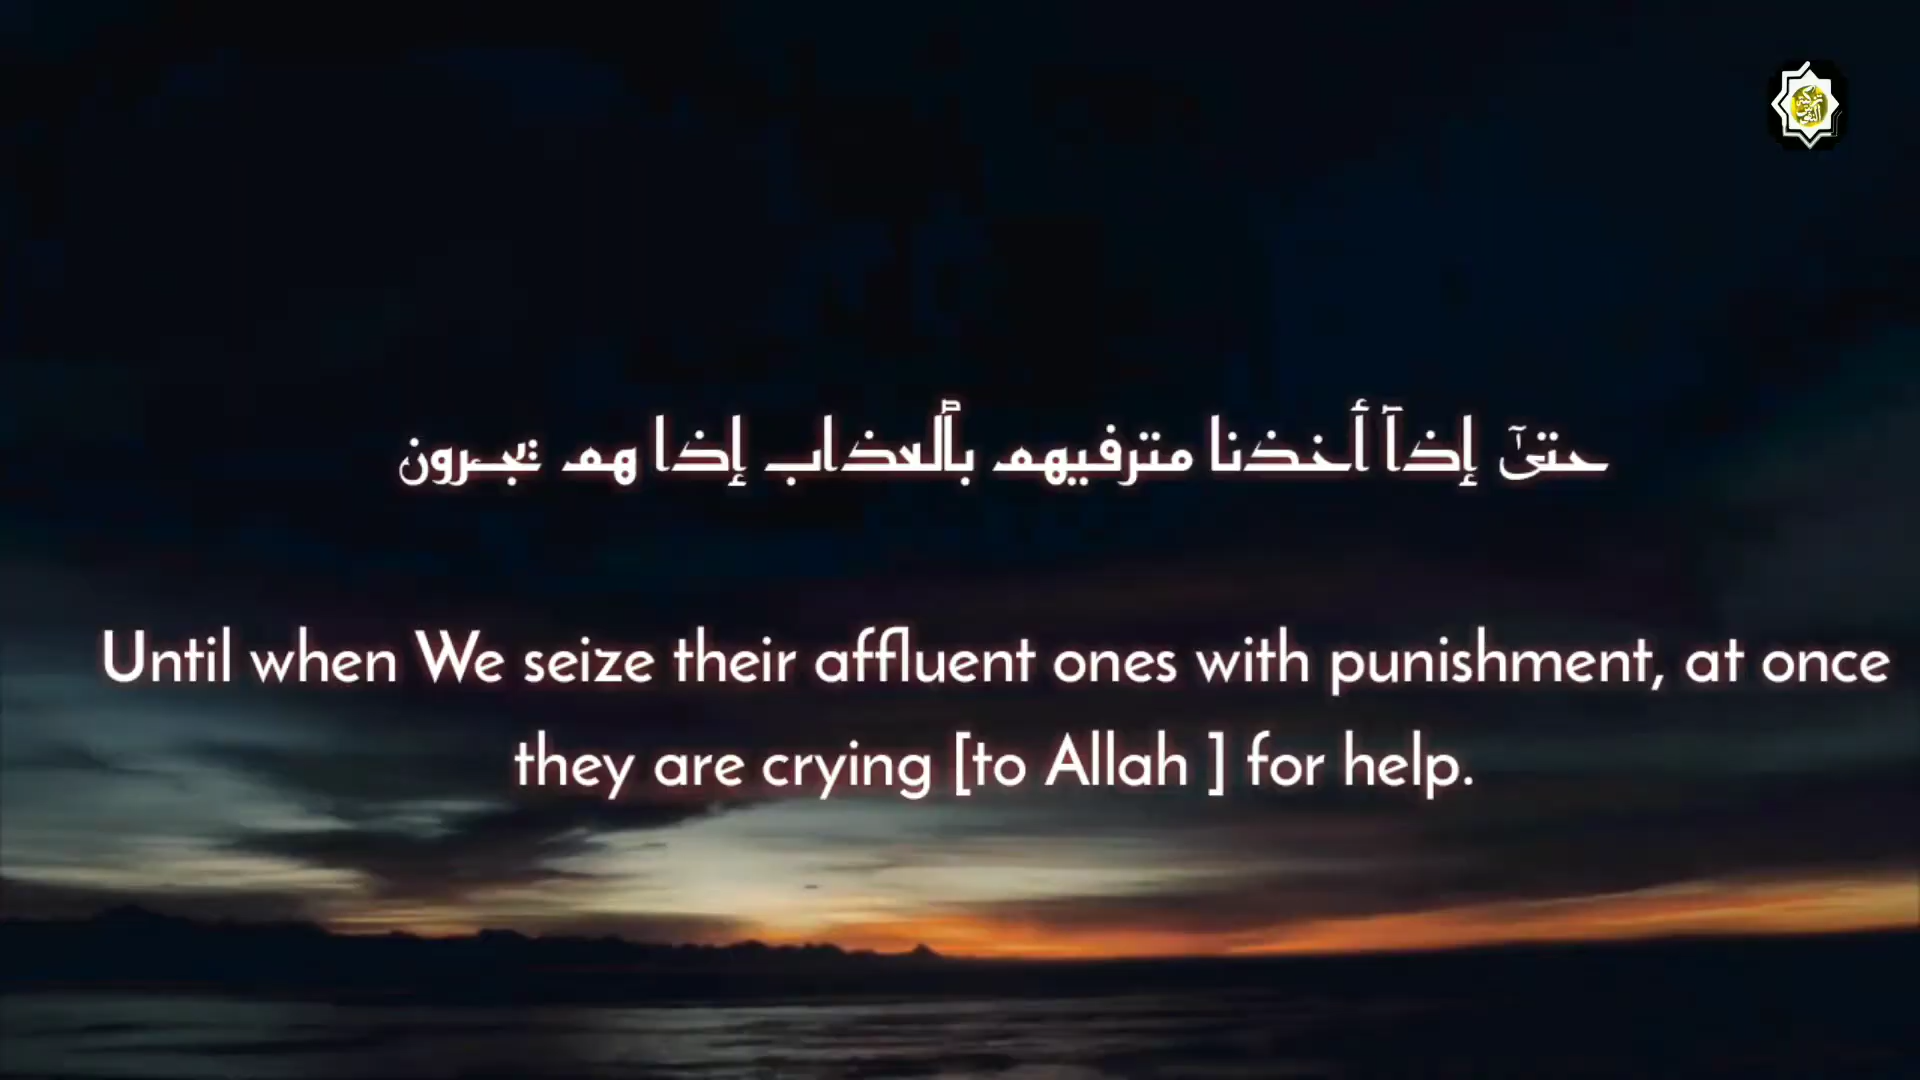 حتىٓ إذآ أخذنا مترفيهم بٱلعذاب إذا هم يجـرون
Until when We seize their affluent ones with punishment, at once
they are crying [to Allah ] for help.